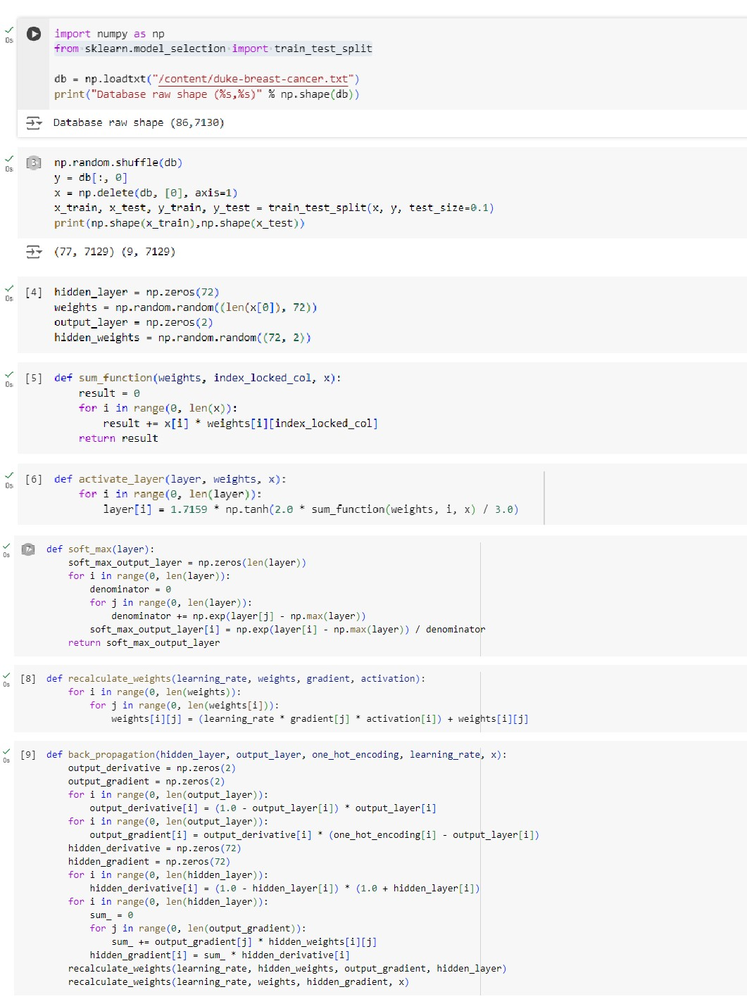 0s
import numpy as np
from sklearn.model_selection import train_test_split
db = np.loadtxt("/content/duke-breast-cancer.txt")
print("Database raw shape (%s,%s)" % np.shape(db))
Database raw shape (86,7130)
0s
3
np.random.shuffle(db)
y = db[:, 0]
x = np.delete(db, [0], axis=1)
x_train, x_test, y_train, y_test = train_test_split(x, y, test_size=0.1)
print(np.shape(x_train),np.shape(x_test))
(77, 7129) (9, 7129)
0s
[4] hidden_layer = np.zeros(72)
weights = np.random.random((len(x[0]), 72))
output_layer = np.zeros(2)
hidden_weights = np.random.random((72, 2))
0s
[5] def sum_function(weights, index_locked_col, x):
result = 0
for i in range(0, len(x)):
result += x[i] * weights[i][index_locked_col]
return result
0s
[6] def activate_layer(layer, weights, x):
for i in range(0, len(layer)):
layer[i] = 1.7159 * np.tanh(2.0 * sum_function(weights, i, x) / 3.0)
0s
def soft_max(layer):
soft_max_output_layer = np.zeros(len(layer))
for i in range(0, len(layer)):
denominator = 0
for j in range(0, len(layer)):
denominator += np.exp(layer[j] - np.max(layer))
soft_max_output_layer[i] = np.exp(layer[i] - np.max(layer)) / denominator
return soft_max_output_layer
0s
[8] def recalculate_weights(learning_rate, weights, gradient, activation):
for i in range(0, len(weights)):
for j in range(0, len(weights[i])):
weights[i][j] = (learning_rate * gradient[j] * activation[i]) + weights[i][j]
0s
[9] def back_propagation(hidden_layer, output_layer, one_hot_encoding, learning_rate, x):
output_derivative = np.zeros(2)
output_gradient = np.zeros(2)
for i in range(0, len(output_layer)):
output_derivative[i] = (1.0 - output_layer[i]) * output_layer[i]
for i in range(0, len(output_layer)):
output_gradient[i] = output_derivative[i] * (one_hot_encoding[i] - output_layer[i])
hidden_derivative = np.zeros(72)
hidden_gradient = np.zeros(72)
for i in range(0, len(hidden_layer)):
hidden_derivative[i] = (1.0 - hidden_layer[i]) * (1.0 + hidden_layer[i])
for i in range(0, len(hidden_layer)):
sum_ = 0
for j in range(0, len(output_gradient)):
sum_ += output_gradient[j] * hidden_weights[i][j]
hidden_gradient[i] = sum_ * hidden_derivative[i]
recalculate_weights(learning_rate, hidden_weights, output_gradient, hidden_layer)
recalculate_weights(learning_rate, weights, hidden_gradient, x)